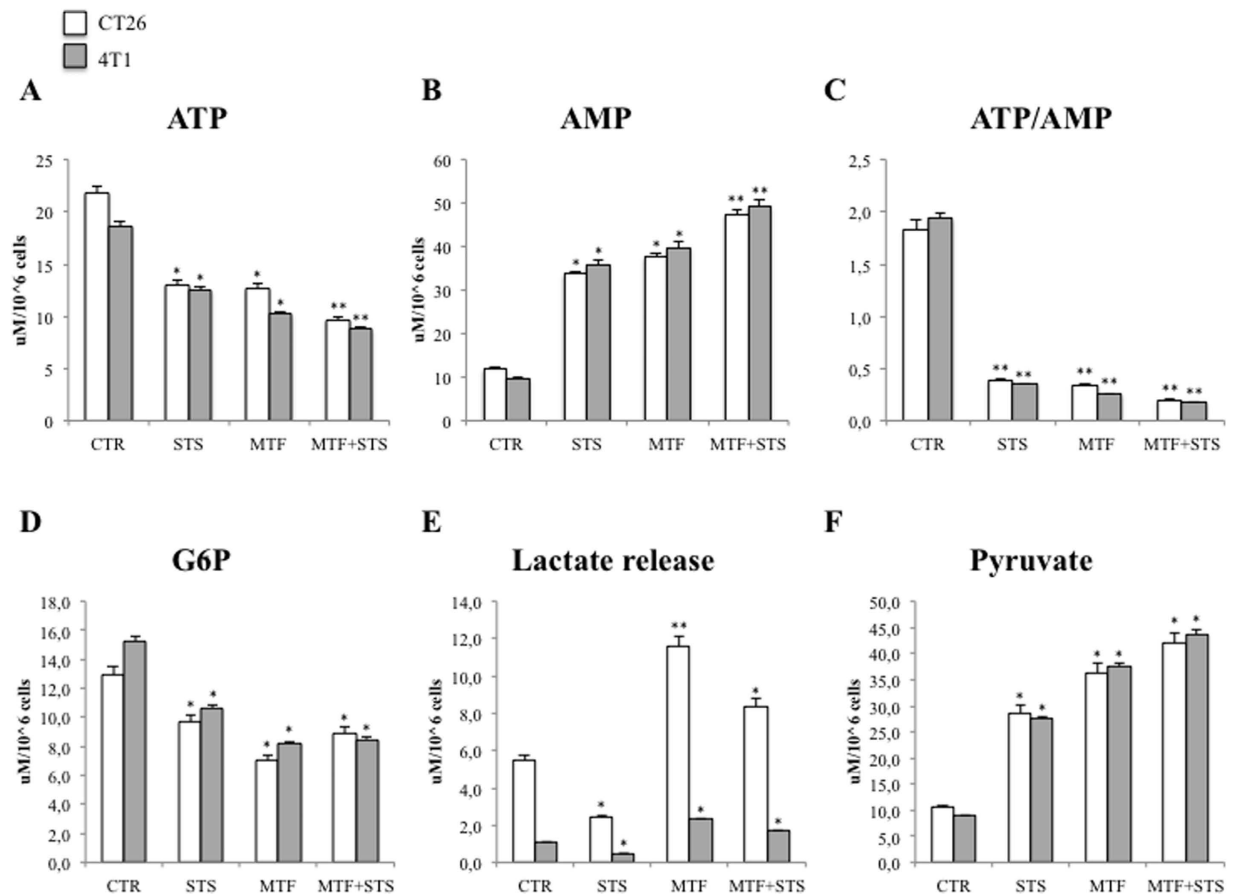 CT26
4T1
A
ATP
uM/10^6 cells
25
20
15
10
5
0
* * * * ** **
CTR STS MTF MTF+STS
B
AMP
uM/10^6 cells
60
50
40
30
20
10
0
* * * * ** **
CTR STS MTF MTF+STS
C
ATP/AMP
2,5
2,0
1,5
1,0
0,5
0,0
** ** ** ** ** **
CTR STS MTF MTF+STS
D
G6P
uM/10^6 cells
18,0
16,0
14,0
12,0
10,0
8,0
6,0
4,0
2,0
0,0
* * * * * *
CTR STS MTF MTF+STS
E
Lactate release
uM/10^6 cells
14,0
12,0
10,0
8,0
6,0
4,0
2,0
0,0
* * ** * * *
CTR STS MTF MTF+STS
F
Pyruvate
uM/10^6 cells
50,0
45,0
40,0
35,0
30,0
25,0
20,0
15,0
10,0
5,0
0,0
* * * * * *
CTR STS MTF MTF+STS